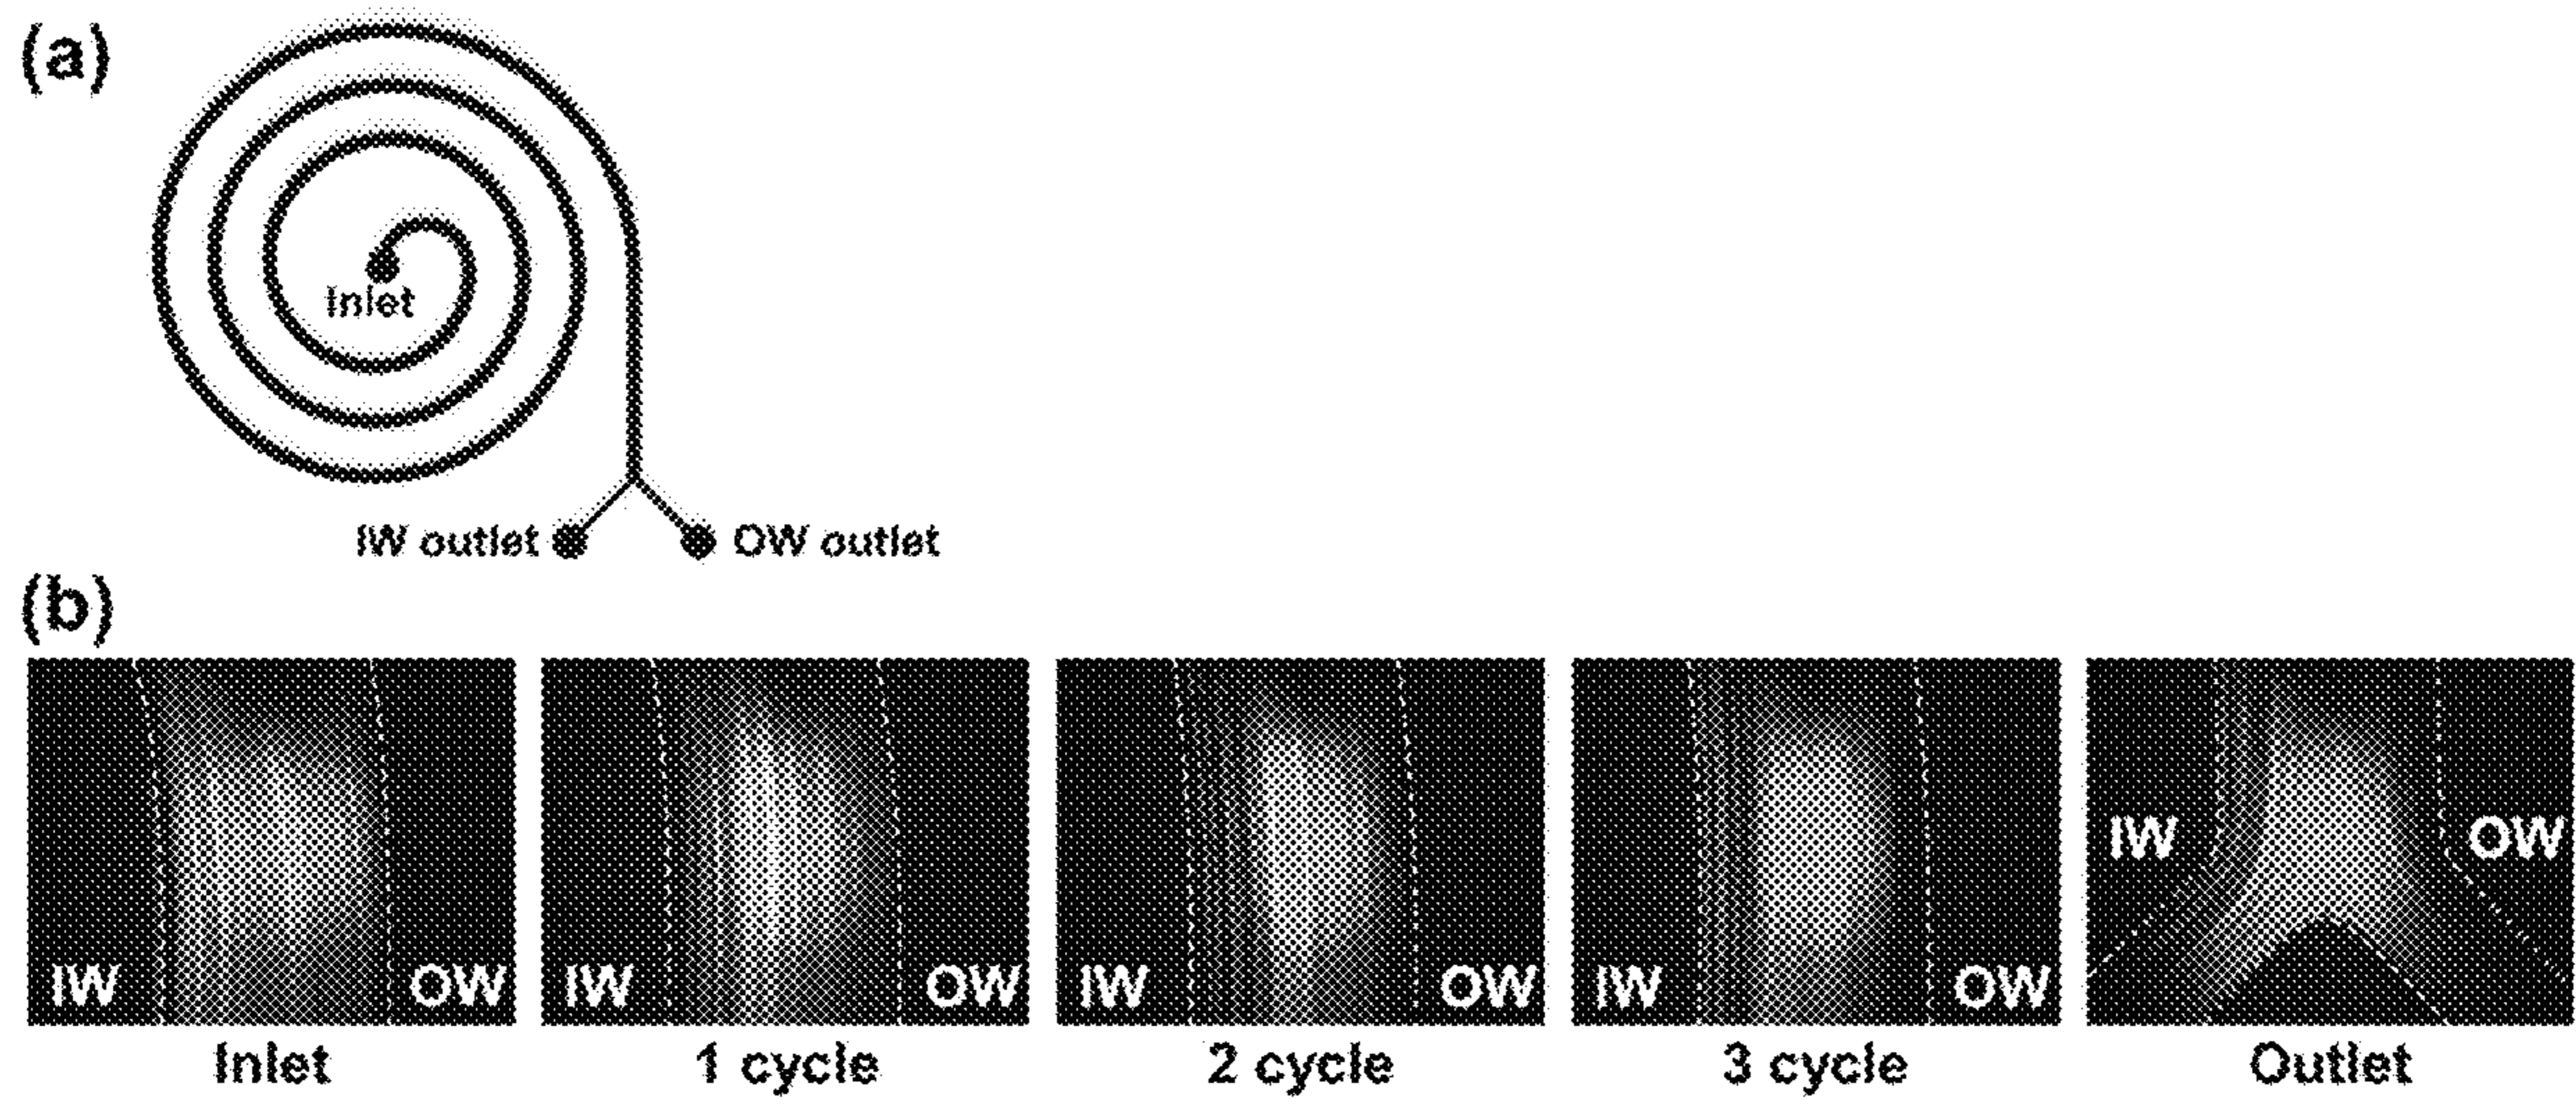 (a)
Inlet
IW outlet
OW outlet
(b)
IW OW
IW OW
IW OW
IW OW
IW OW
Inlet
1 cycle
2 cycle
3 cycle
Outlet